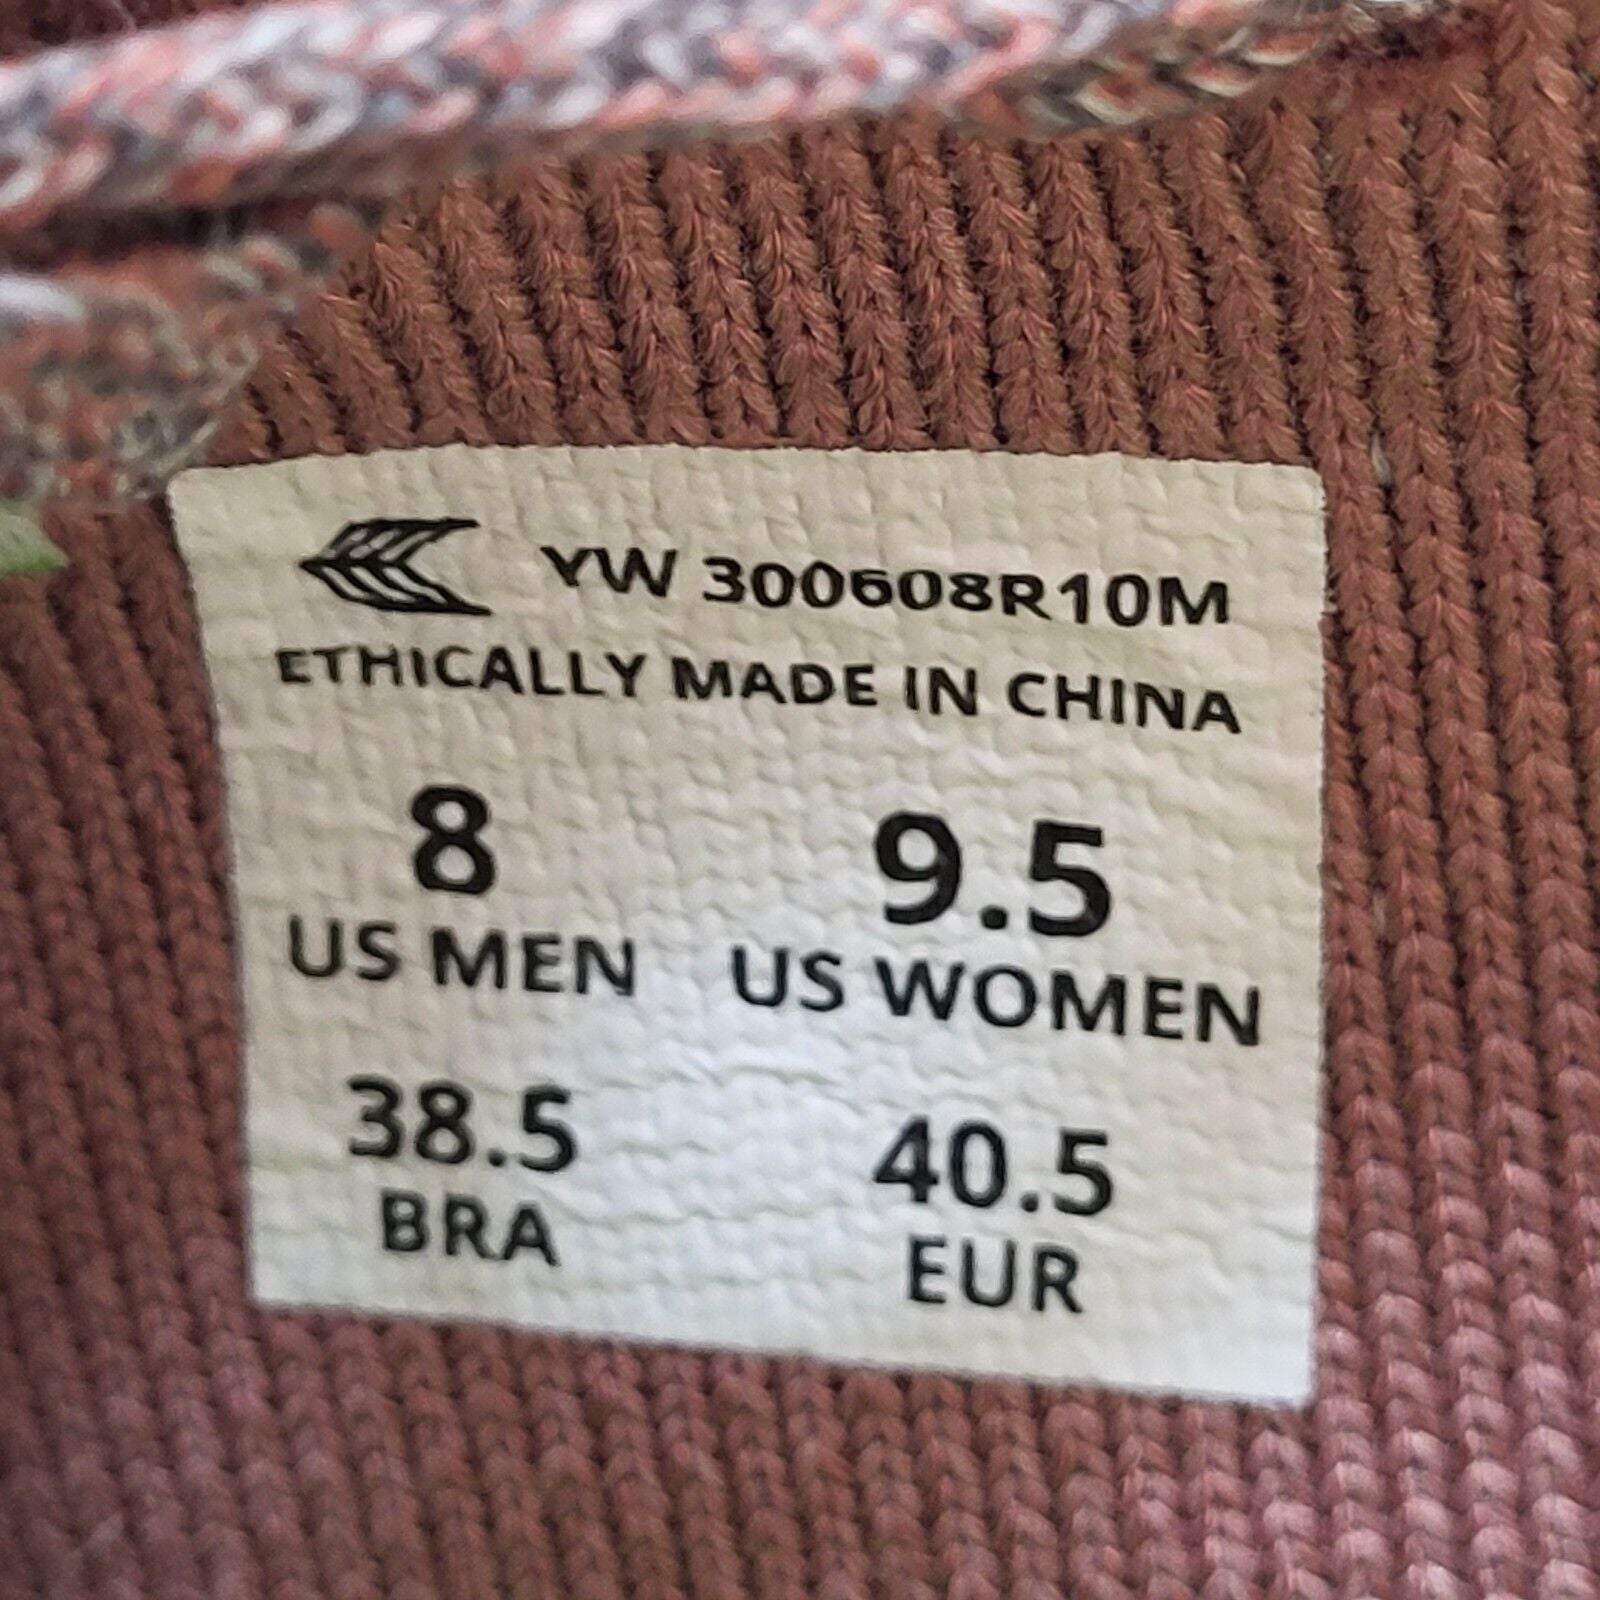 YW 300608R10M
ETHICALLY MADE IN CHINA
8 9.5
US MEN US WOMEN
38.5 40.5
BRA EUR